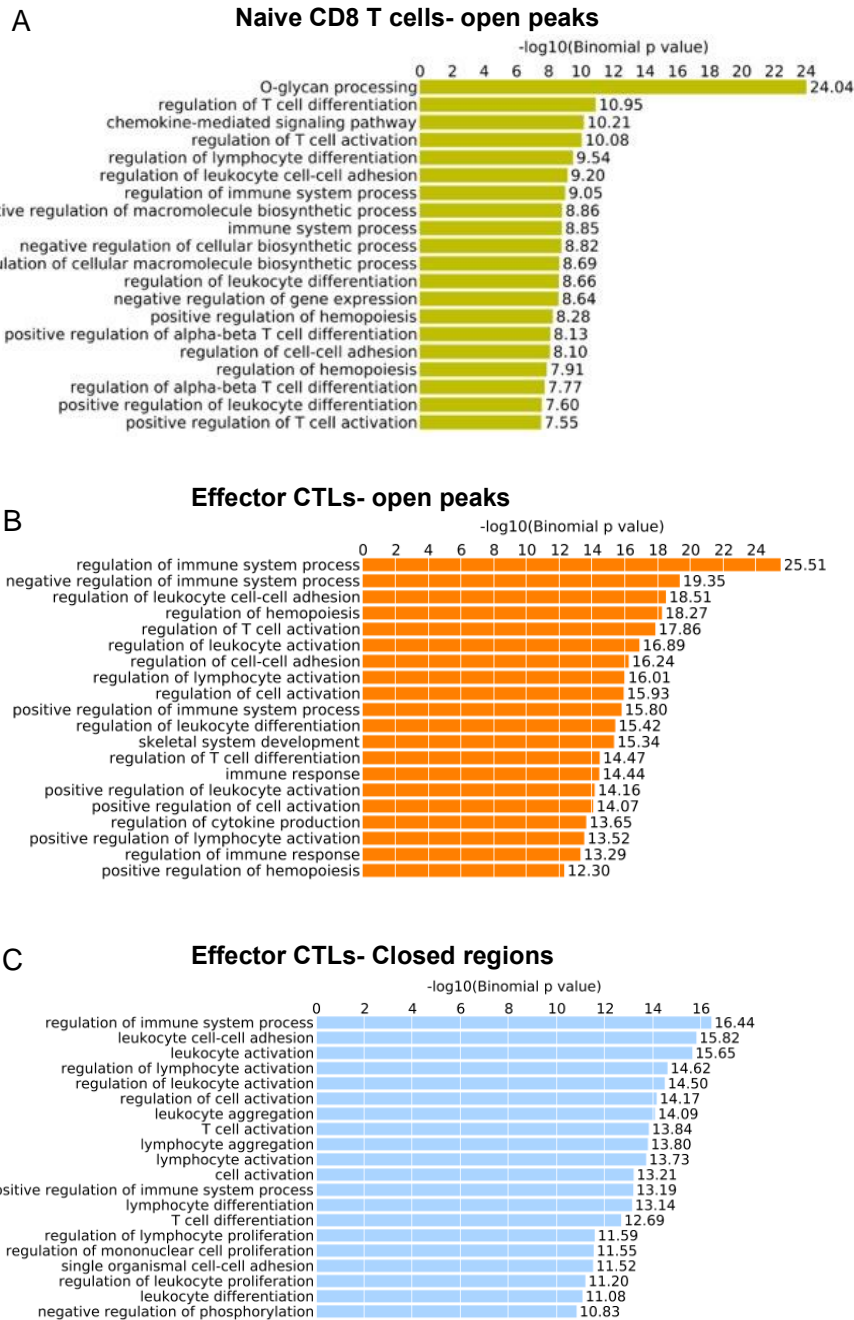 A
Naive CD8 T cells- open peaks
-log10(Binomial p value)
0 2 4 6 8 10 12 14 16 18 20 22 24
O-glycan processing 24.04
regulation of T cell differentiation 10.95
chemokine-mediated signaling pathway 10.21
regulation of T cell activation 10.08
regulation of lymphocyte differentiation 9.54
regulation of leukocyte cell-cell adhesion 9.20
regulation of immune system process 9.05
ive regulation of macromolecule biosynthetic process 8.86
immune system process 8.85
negative regulation of cellular biosynthetic process 8.82
ulation of cellular macromolecule biosynthetic process 8.69
regulation of leukocyte differentiation 8.66
negative regulation of gene expression 8.64
positive regulation of hemopoiesis 8.28
positive regulation of alpha-beta T cell differentiation 8.13
regulation of cell-cell adhesion 8.10
regulation of hemopoiesis 7.91
regulation of alpha-beta T cell differentiation 7.77
positive regulation of leukocyte differentiation 7.60
positive regulation of T cell activation 7.55
B
Effector CTLs- open peaks
-log10(Binomial p value)
0 2 4 6 8 10 12 14 16 18 20 22 24
regulation of immune system process 25.51
negative regulation of immune system process 19.35
regulation of leukocyte cell-cell adhesion 18.51
regulation of hemopoiesis 18.27
regulation of T cell activation 17.86
regulation of leukocyte activation 16.89
regulation of cell-cell adhesion 16.24
regulation of lymphocyte activation 16.01
regulation of cell activation 15.93
positive regulation of immune system process 15.80
regulation of leukocyte differentiation 15.42
skeletal system development 15.34
regulation of T cell differentiation 14.47
immune response 14.44
positive regulation of leukocyte activation 14.16
positive regulation of cell activation 14.07
regulation of cytokine production 13.65
positive regulation of lymphocyte activation 13.52
regulation of immune response 13.29
positive regulation of hemopoiesis 12.30
C
Effector CTLs- Closed regions
-log10(Binomial p value)
0 2 4 6 8 10 12 14 16
regulation of immune system process 16.44
leukocyte cell-cell adhesion 15.82
leukocyte activation 15.65
regulation of lymphocyte activation 14.62
regulation of leukocyte activation 14.50
regulation of cell activation 14.17
leukocyte aggregation 14.09
T cell activation 13.84
lymphocyte aggregation 13.80
lymphocyte activation 13.73
cell activation 13.21
ositive regulation of immune system process 13.19
lymphocyte differentiation 13.14
T cell differentiation 12.69
regulation of lymphocyte proliferation 11.59
regulation of mononuclear cell proliferation 11.55
single organismal cell-cell adhesion 11.52
regulation of leukocyte proliferation 11.20
leukocyte differentiation 11.08
negative regulation of phosphorylation 10.83